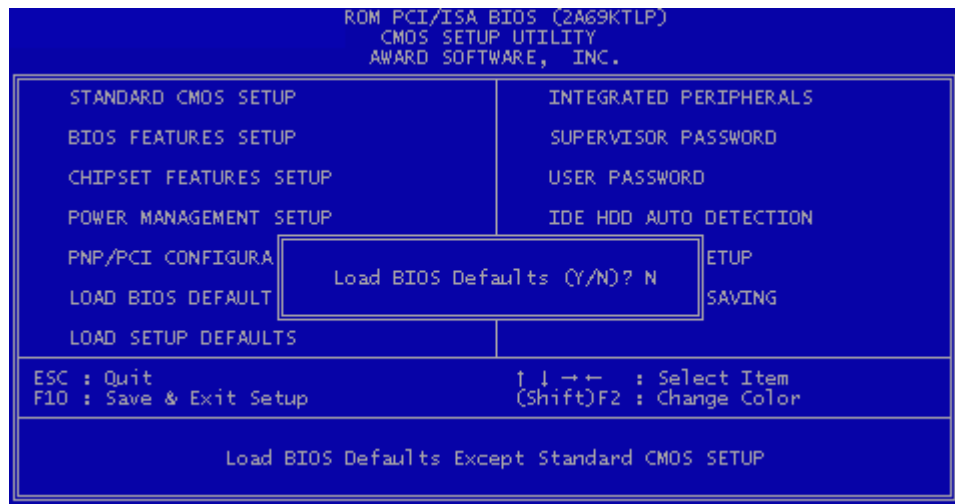 ROM PCI/ISA BIOS (2A69KTLP)
CMOS SETUP UTILITY
AWARD SOFTWARE, INC.
STANDARD CMOS SETUP
BIOS FEATURES SETUP
CHIPSET FEATURES SETUP
POWER MANAGEMENT SETUP
PNP/PCI CONFIGURA
LOAD BIOS DEFAULT
LOAD SETUP DEFAULTS
INTEGRATED PERIPHERALS
SUPERVISOR PASSWORD
USER PASSWORD
IDE HDD AUTO DETECTION
ETUP
SAVING
Load BIOS Defaults (Y/N)? N
ESC : Quit
F10 : Save & Exit Setup
↑ ↓ → ← : Select Item
(Shift)F2 : Change Color
Load BIOS Defaults Except Standard CMOS SETUP